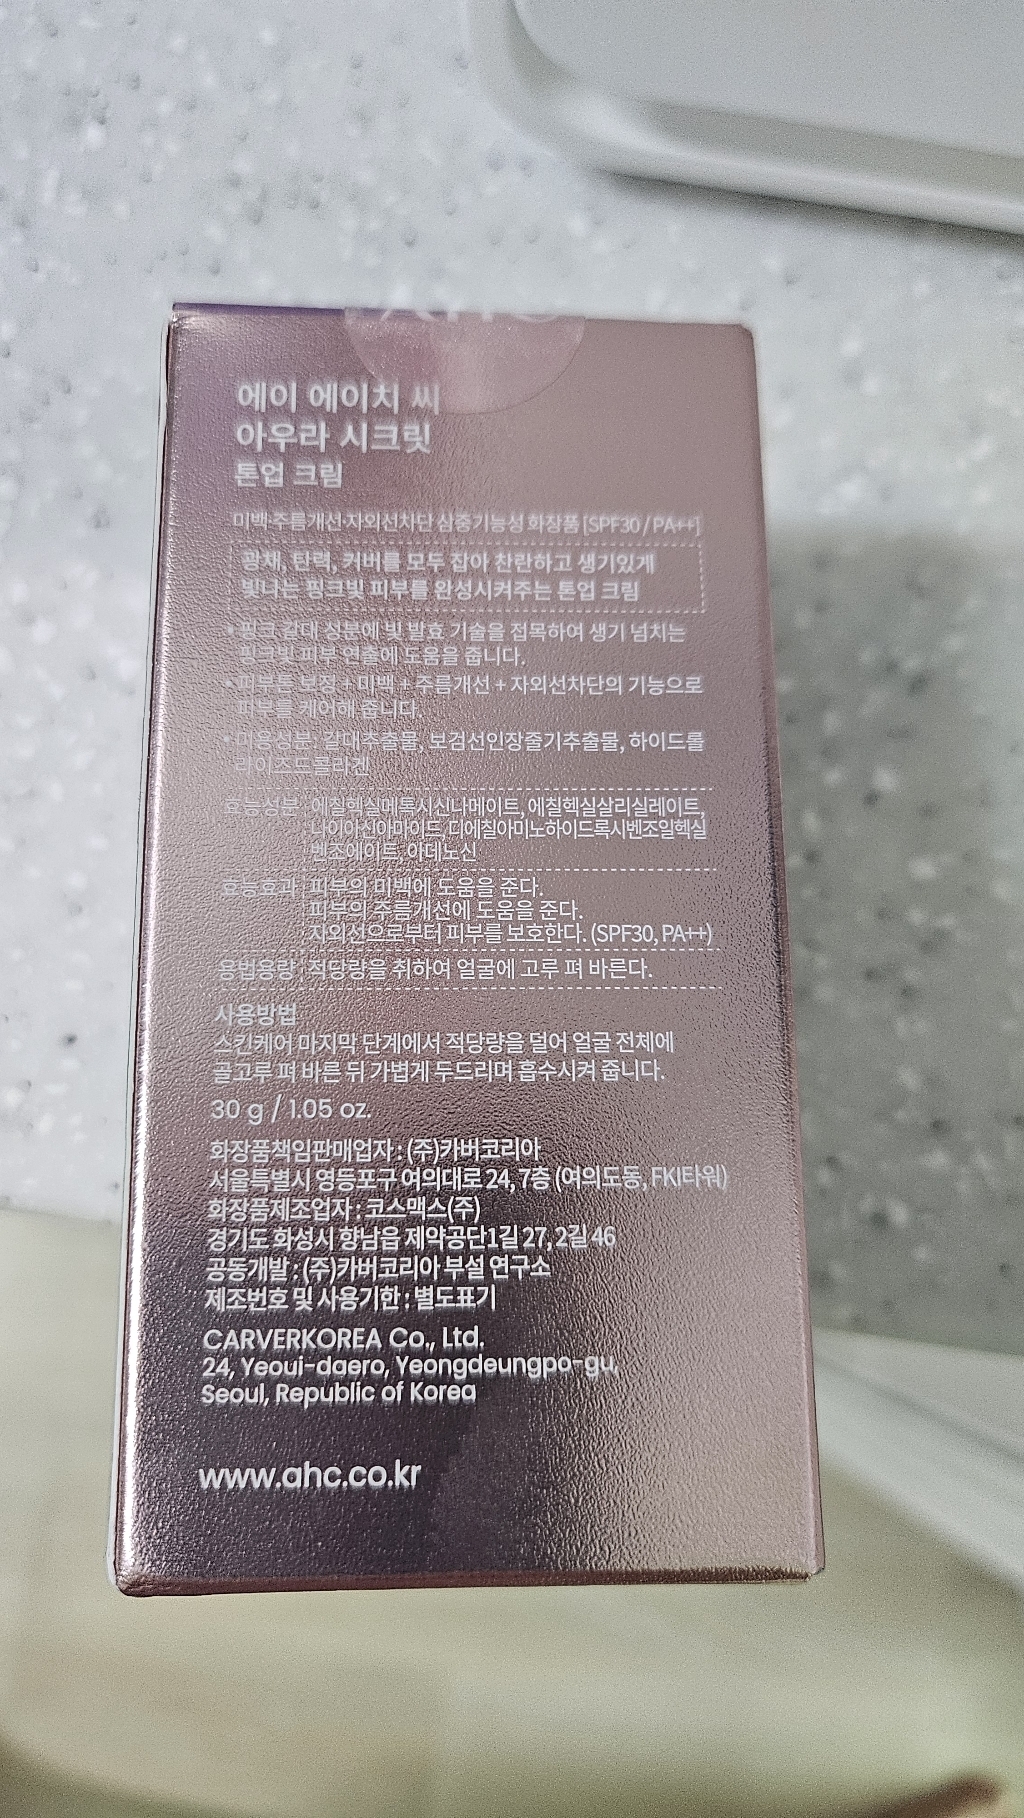 에이 에이치 씨
아우라 시크릿
톤업 크림
미백·주름개선·자외선차단 삼중기능성 화장품 [SPF30 / PA++]
광채, 탄력, 커버를 모두 잡아 찬란하고 생기있게
빛나는 핑크빛 피부를 완성시켜주는 톤업 크림
• 핑크 갈대 성분에 빛 발효 기술을 접목하여 생기 넘치는
핑크빛 피부 연출에 도움을 줍니다.
• 피부톤 보정 + 미백 + 주름개선 + 자외선차단의 기능으로
피부를 케어해 줍니다.
• 미용성분: 갈대추출물, 보검선인장줄기추출물, 하이드롤
라이즈드콜라겐
효능성분 : 에칠헥실메톡시신나메이트, 에칠헥실살리실레이트,
나이아신아마이드, 디에칠아미노하이드록시벤조일헥실
벤조에이트, 아데노신
효능효과 : 피부의 미백에 도움을 준다.
피부의 주름개선에 도움을 준다.
자외선으로부터 피부를 보호한다. (SPF30, PA++)
용법용량 : 적당량을 취하여 얼굴에 고루 펴 바른다.
사용방법
스킨케어 마지막 단계에서 적당량을 덜어 얼굴 전체에
골고루 펴 바른 뒤 가볍게 두드리며 흡수시켜 줍니다.
30 g / 1.05 oz.
화장품책임판매업자 : (주)카버코리아
서울특별시 영등포구 여의대로 24, 7층 (여의도동, FKI타워)
화장품제조업자 : 코스맥스(주)
경기도 화성시 향남읍 제약공단1길 27, 2길 46
공동개발 : (주)카버코리아 부설 연구소
제조번호 및 사용기한 : 별도표기
CARVERKOREA Co., Ltd.
24, Yeoui-daero, Yeongdeungpo-gu,
Seoul, Republic of Korea
www.ahc.co.kr